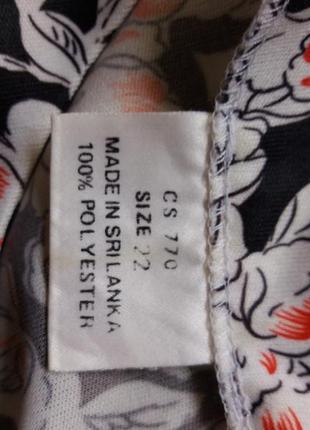 CS 770
SIZE 22
MADE IN SRI LANKA
100% POLYESTER